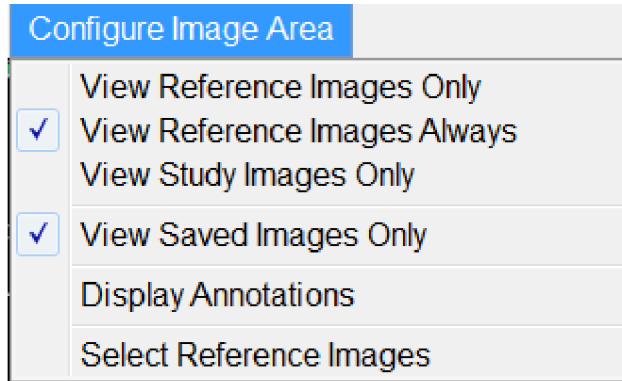 Configure Image Area
View Reference Images Only
View Reference Images Always
View Study Images Only
View Saved Images Only
Display Annotations
Select Reference Images